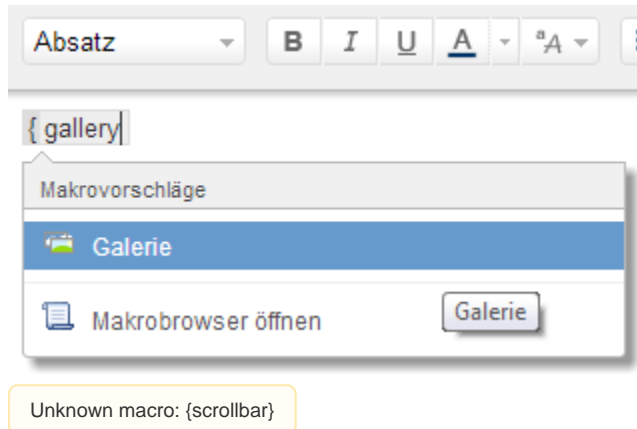 Absatz B I U A ªA
{ gallery
Makrovorschläge
Galerie
Makrobrowser öffnen Galerie
Unknown macro: {scrollbar}